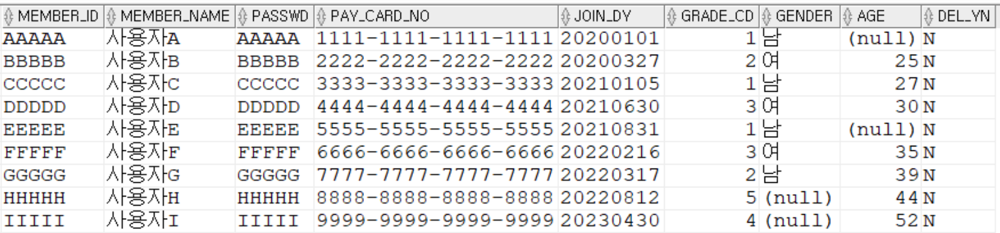 MEMBER_ID MEMBER_NAME PASSWD PAY_CARD_NO JOIN_DY GRADE_CD GENDER AGE DEL_YN
AAAAA 사용자A AAAAA 1111-1111-1111-1111 20200101 1 남 (null) N
BBBBB 사용자B BBBBB 2222-2222-2222-2222 20200327 2 여 25 N
CCCCC 사용자C CCCCC 3333-3333-3333-3333 20210105 1 남 27 N
DDDDD 사용자D DDDDD 4444-4444-4444-4444 20210630 3 여 30 N
EEEEE 사용자E EEEEE 5555-5555-5555-5555 20210831 1 남 (null) N
FFFFF 사용자F FFFFF 6666-6666-6666-6666 20220216 3 여 35 N
GGGGG 사용자G GGGGG 7777-7777-7777-7777 20220317 2 남 39 N
HHHHH 사용자H HHHHH 8888-8888-8888-8888 20220812 5 (null) 44 N
IIIII 사용자I IIIII 9999-9999-9999-9999 20230430 4 (null) 52 N